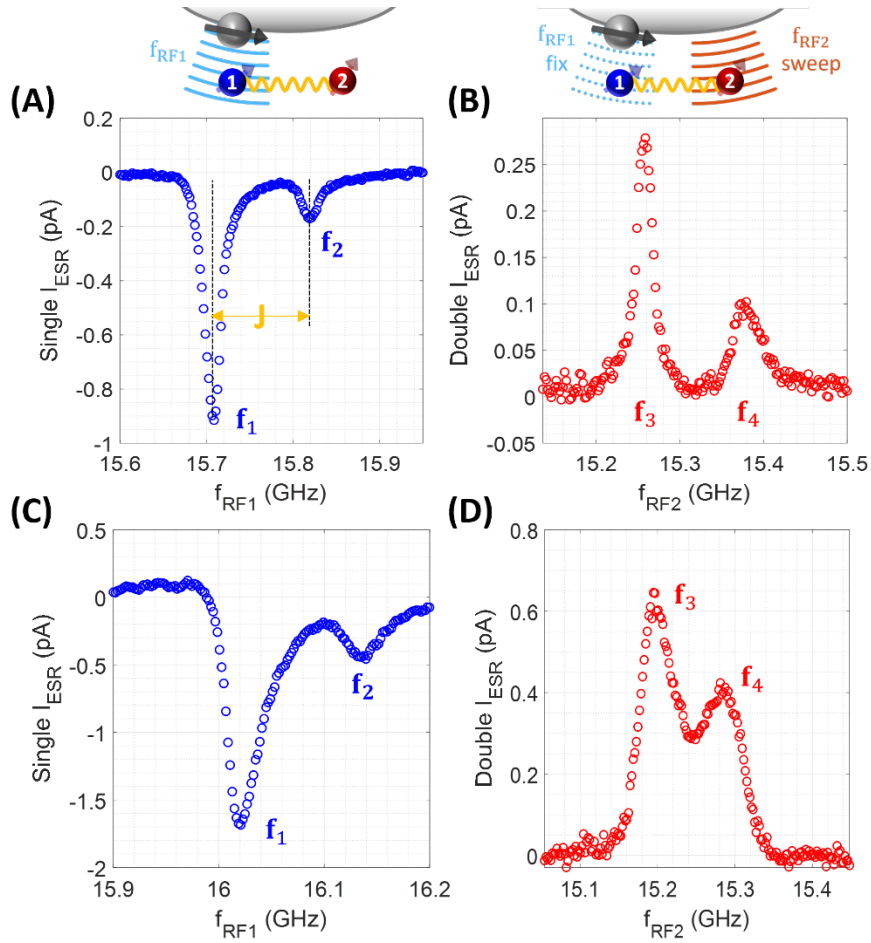 f_RF1
1
2
f_RF1
fix
1
2
f_RF2
sweep
(A)
0.2
0
-0.2
-0.4
-0.6
-0.8
-1
Single I_ESR (pA)
f_2
J
f_1
15.6
15.7
15.8
15.9
f_RF1 (GHz)
(B)
0.25
0.2
0.15
0.1
0.05
0
-0.05
Double I_ESR (pA)
f_3
f_4
15.2
15.3
15.4
15.5
f_RF2 (GHz)
(C)
0.5
0
-0.5
-1
-1.5
-2
Single I_ESR (pA)
f_2
f_1
15.9
16
16.1
16.2
f_RF1 (GHz)
(D)
0.8
0.6
0.4
0.2
0
Double I_ESR (pA)
f_3
f_4
15.1
15.2
15.3
15.4
f_RF2 (GHz)